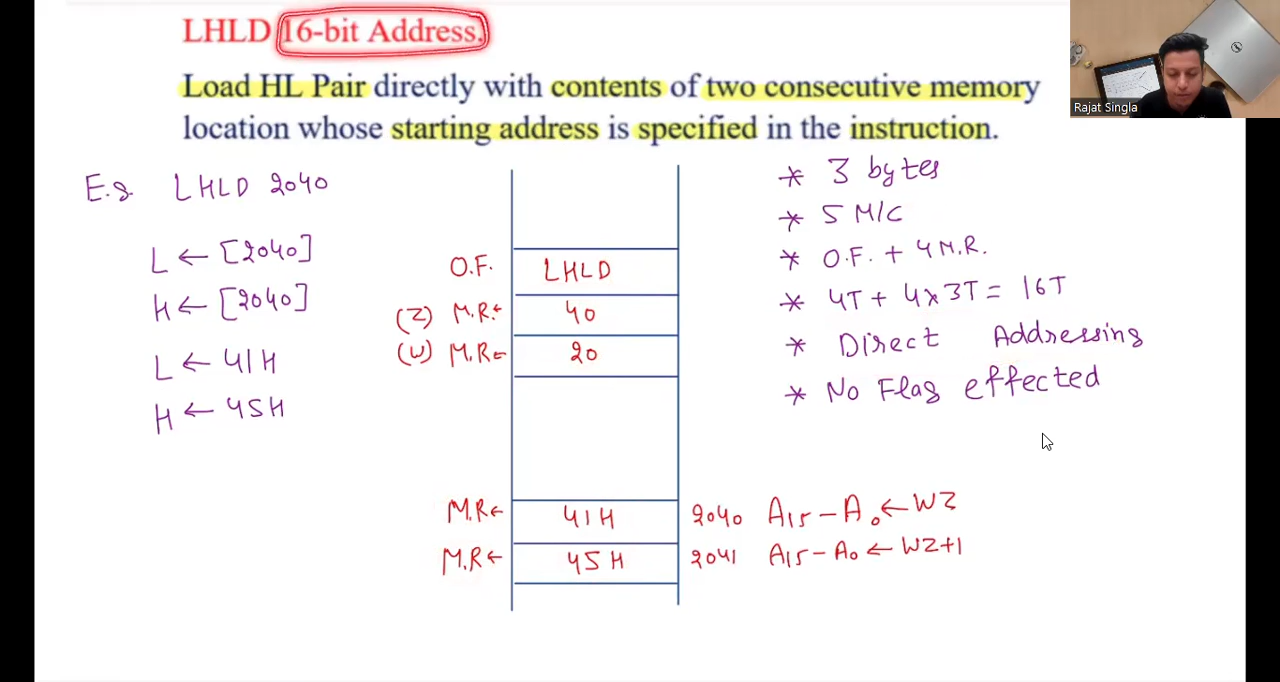 LHLD 16-bit Address.
Rajat Singla
Load HL Pair directly with contents of two consecutive memory
location whose starting address is specified in the instruction.
E.g. LHLD 2040
L ← [2040]
H ← [2040]
L ← 41H
H ← 45H
O.F. LHLD
(Z) M.R.← 40
(W) M.R← 20
M.R← 41H 2040 A15-A0 ← WZ
M.R← 45H 2041 A15-A0 ← WZ+1
* 3 bytes
* 5 M/C
* O.F. + 4 M.R.
* 4T + 4×3T = 16T
* Direct Addressing
* No Flag effected